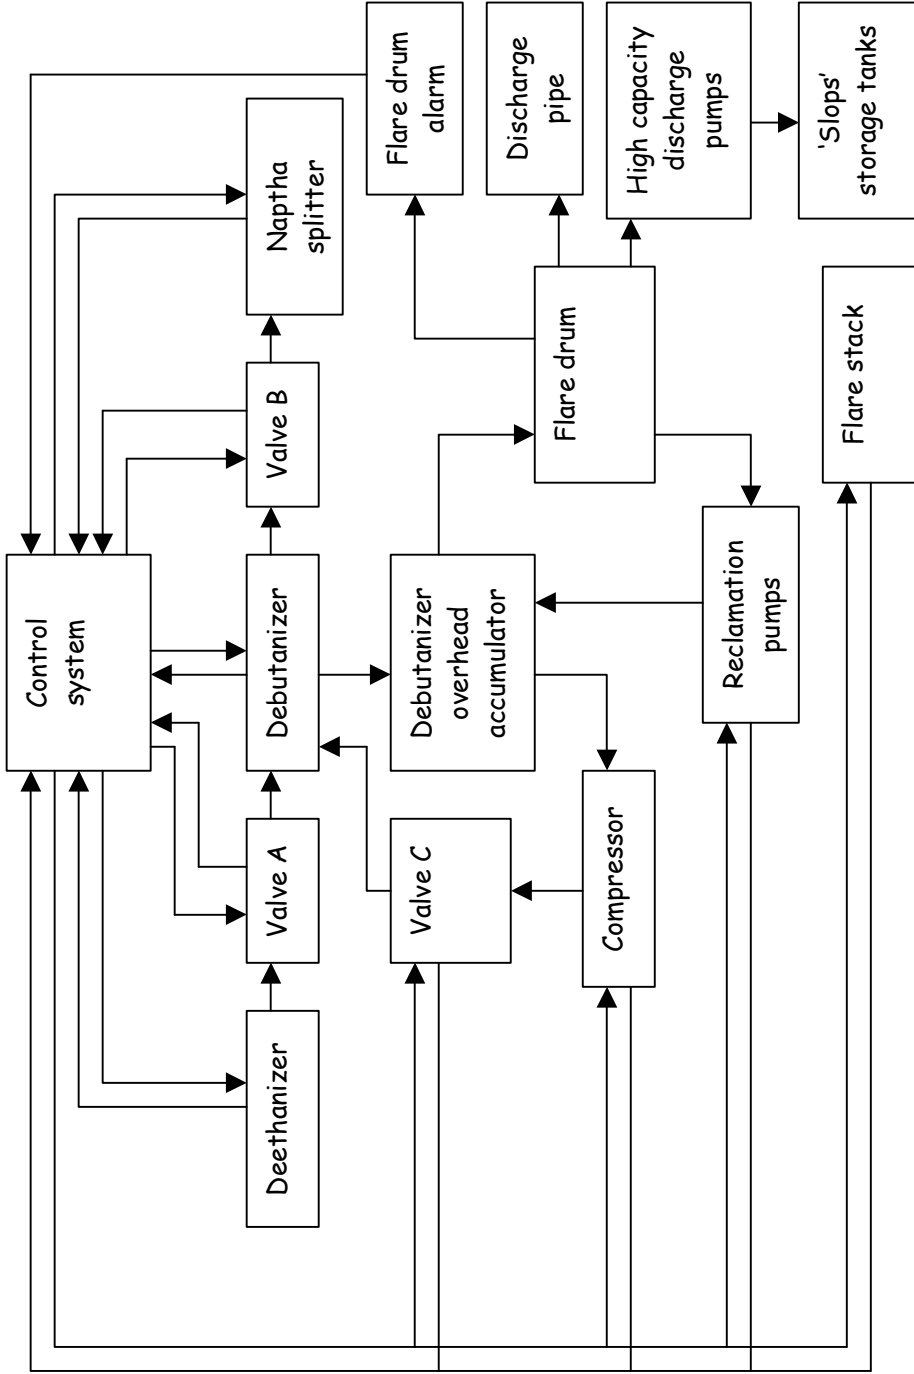 Control
system
Deethanizer
Valve A
Debutanizer
Valve B
Naptha
splitter
Flare drum
alarm
Valve C
Debutanizer
overhead
accumulator
Discharge
pipe
Compressor
Flare drum
High capacity
discharge
pumps
Reclamation
pumps
'Slops'
storage tanks
Flare stack